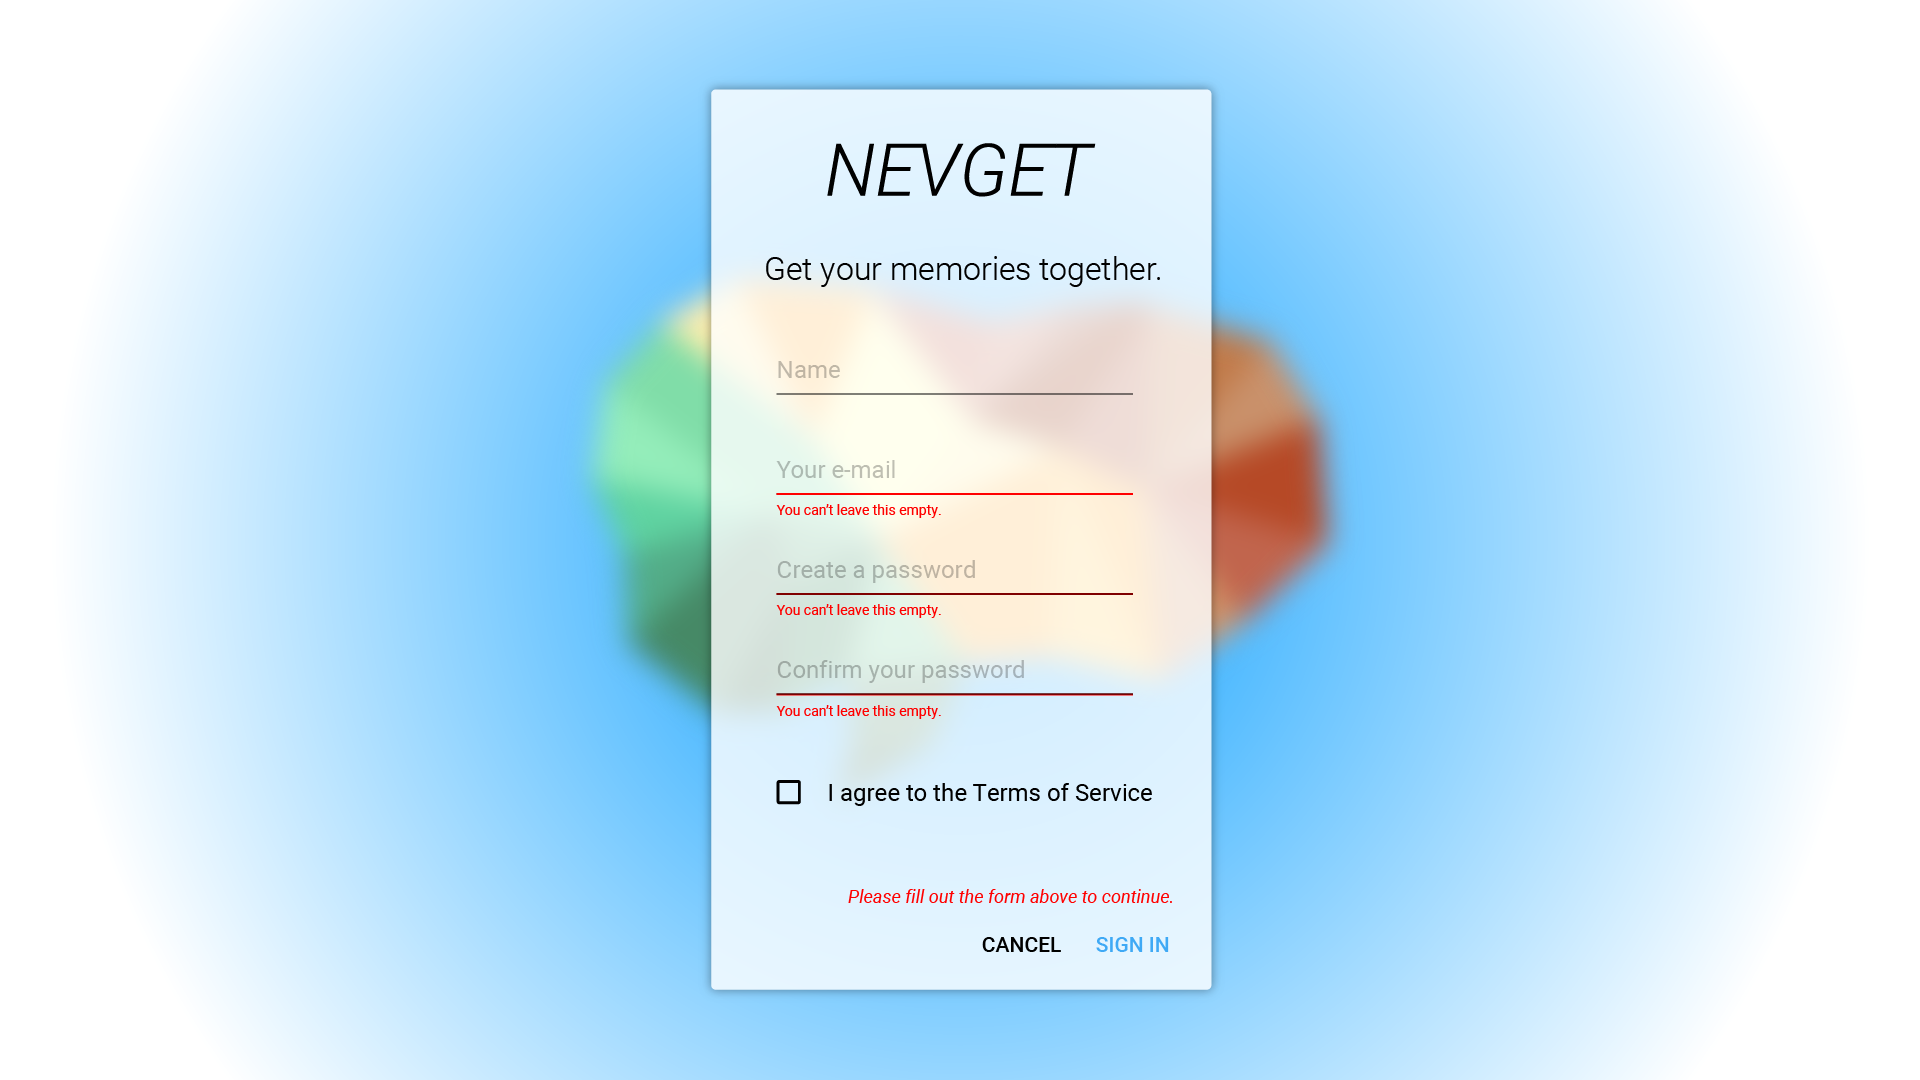 NEVGET
Get your memories together.
Name
Your e-mail
You can't leave this empty.
Create a password
You can't leave this empty.
Confirm your password
You can't leave this empty.
I agree to the Terms of Service
Please fill out the form above to continue.
CANCEL SIGN IN